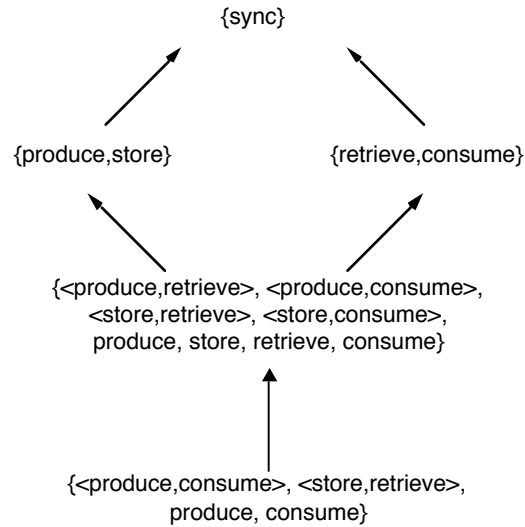 {sync}
{produce,store}
{retrieve,consume}
{<produce,retrieve>, <produce,consume>,
<store,retrieve>, <store,consume>,
produce, store, retrieve, consume}
{<produce,consume>, <store,retrieve>,
produce, consume}